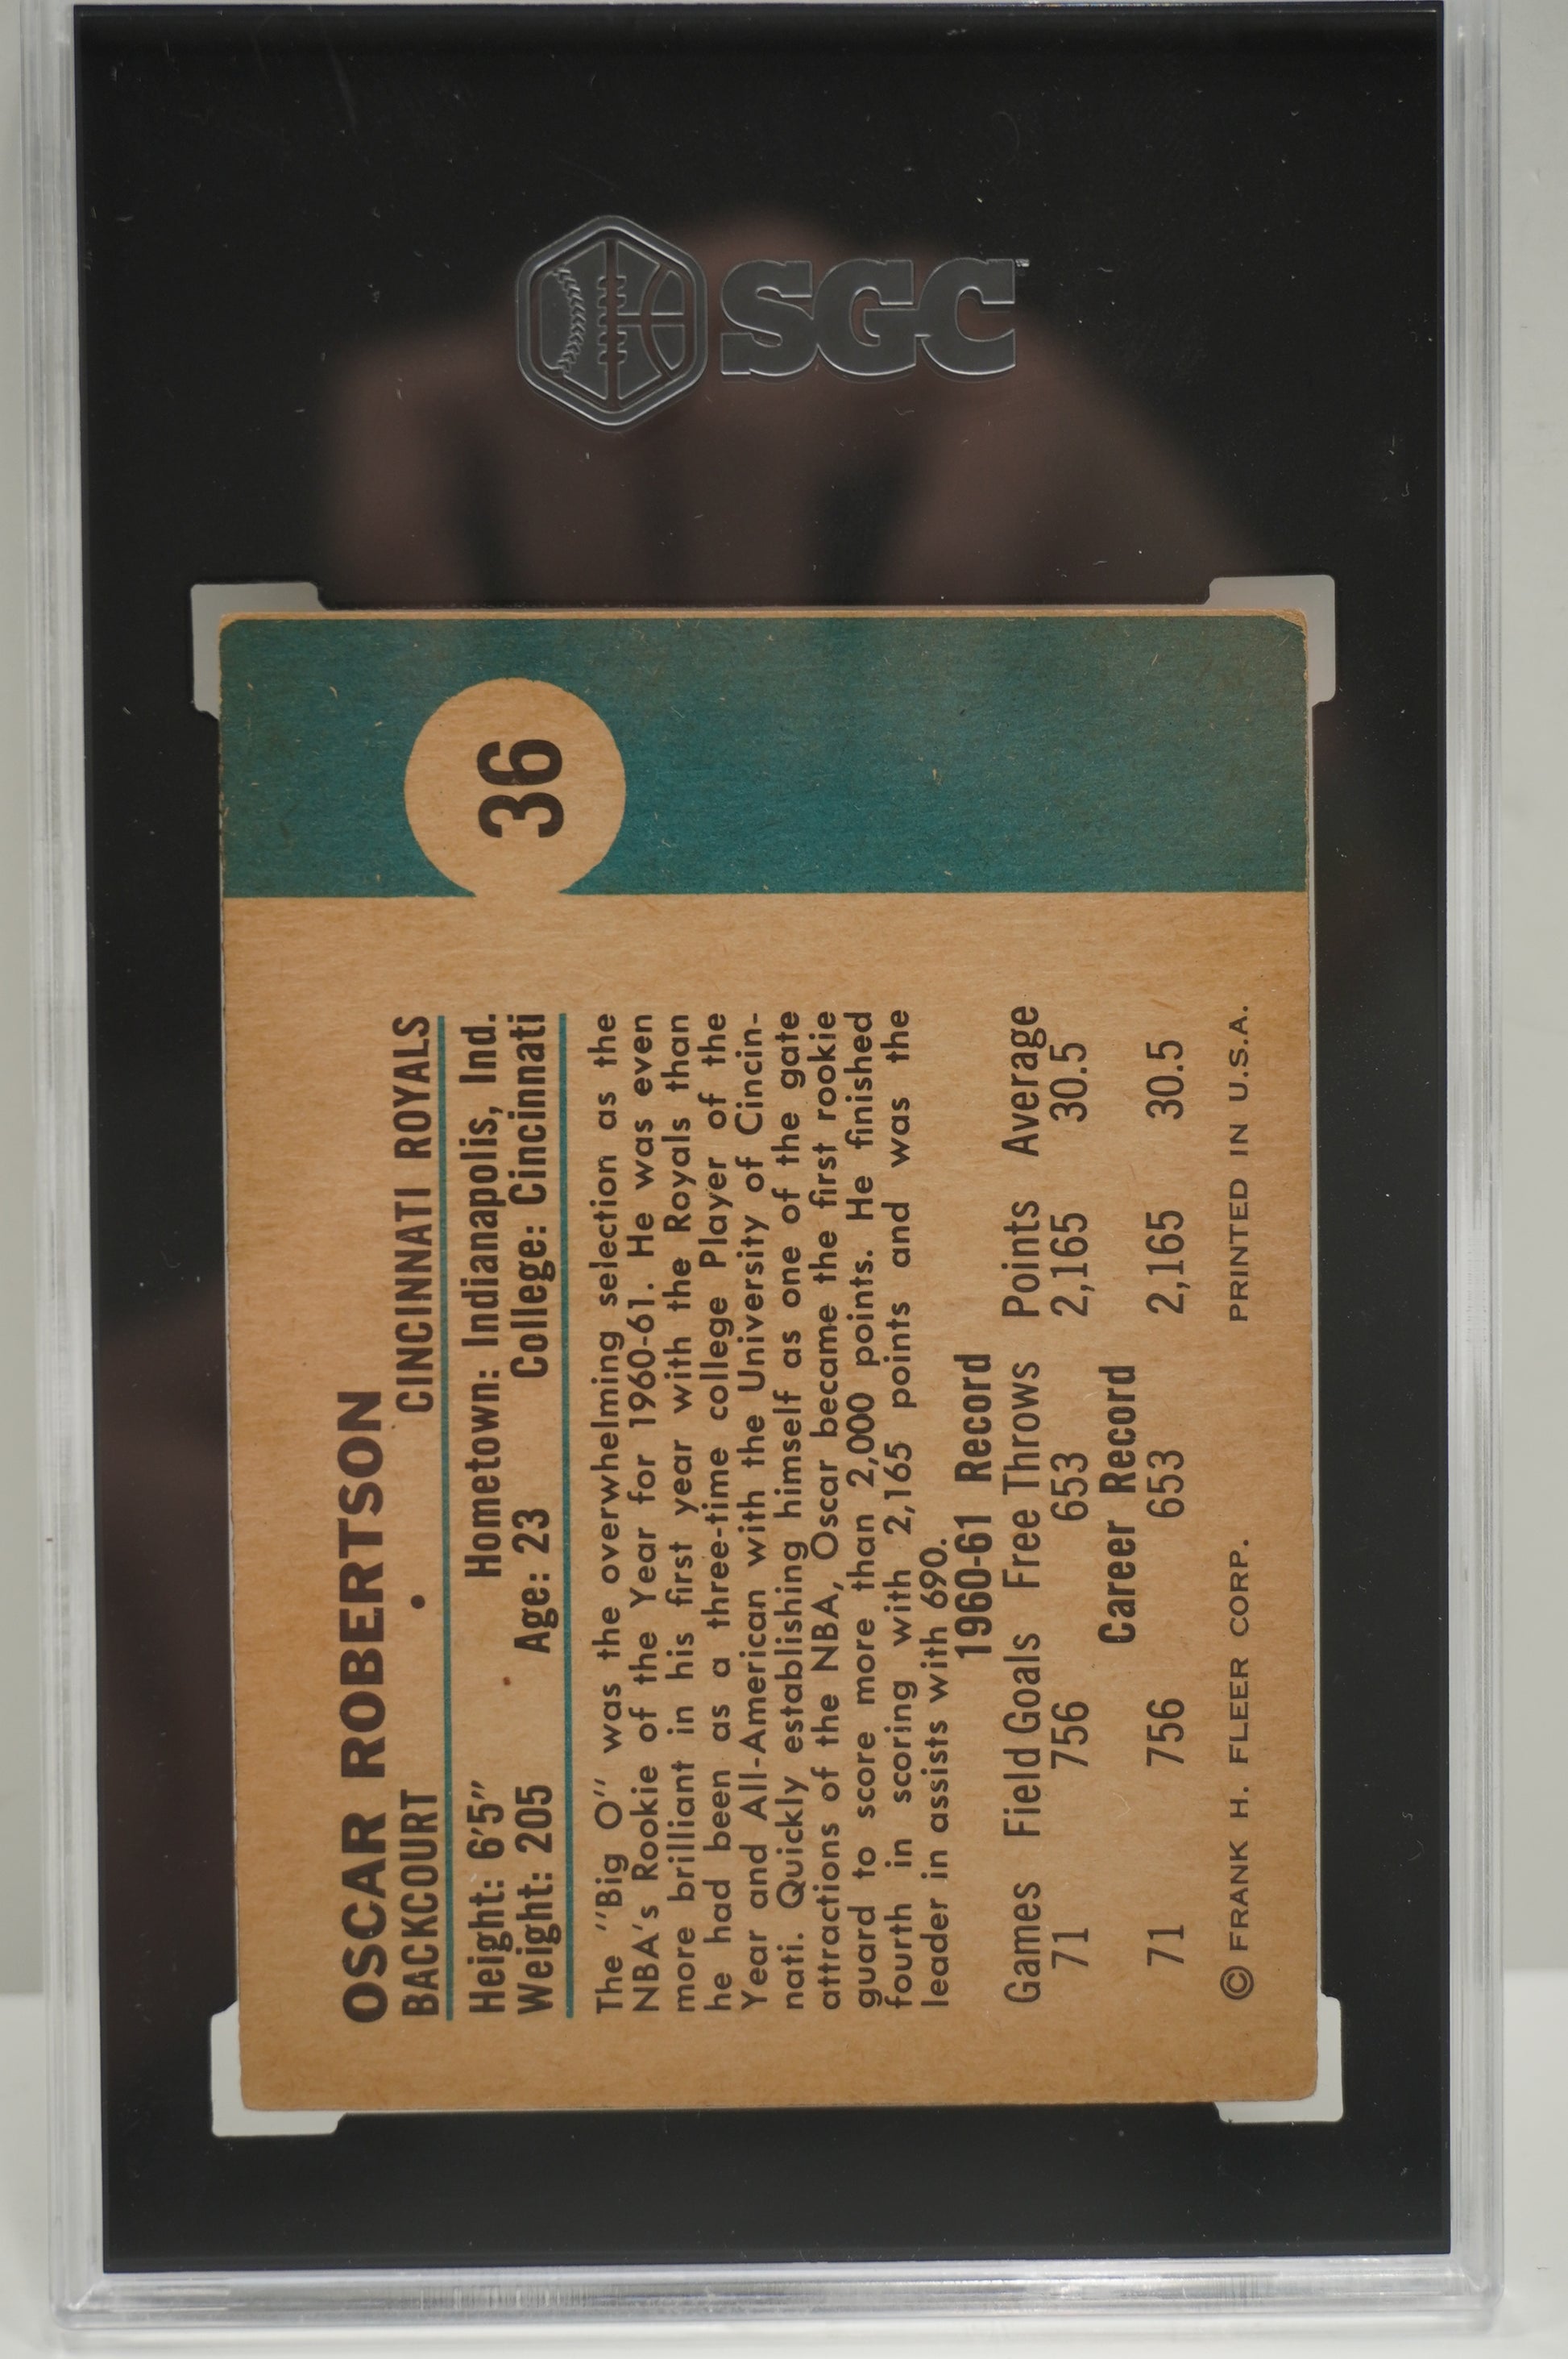 SGC
36
OSCAR ROBERTSON
BACKCOURT • CINCINNATI ROYALS
Height: 6'5" Hometown: Indianapolis, Ind.
Weight: 205 Age: 23 College: Cincinnati
The "Big O" was the overwhelming selection as the
NBA's Rookie of the Year for 1960-61. He was even
more brilliant in his first year with the Royals than
he had been as a three-time college Player of the
Year and All-American with the University of Cincin-
nati. Quickly establishing himself as one of the gate
attractions of the NBA, Oscar became the first rookie
guard to score more than 2,000 points. He finished
fourth in scoring with 2,165 points and was the
leader in assists with 690.
1960-61 Record
Games Field Goals Free Throws Points Average
71 756 653 2,165 30.5
Career Record
71 756 653 2,165 30.5
© FRANK H. FLEER CORP. PRINTED IN U.S.A.